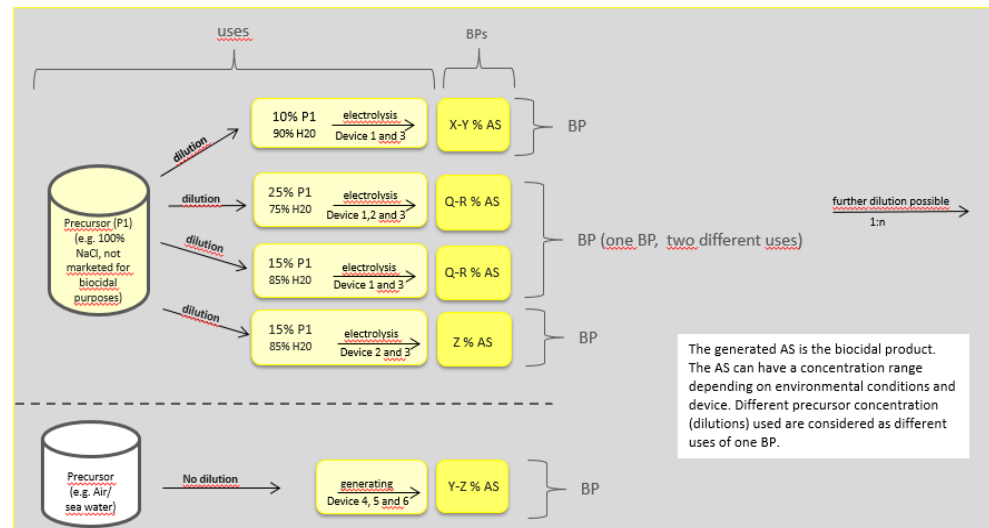 uses
BPs
10% P1
90% H20
electrolysis
Device 1 and 3
X-Y % AS
BP
dilution
25% P1
75% H20
electrolysis
Device 1,2 and 3
Q-R % AS
dilution
Precursor (P1)
(e.g. 100%
NaCl, not
marketed for
biocidal
purposes)
BP (one BP, two different uses)
further dilution possible
1:n
dilution
15% P1
85% H20
electrolysis
Device 1 and 3
Q-R % AS
dilution
15% P1
85% H20
electrolysis
Device 2 and 3
Z % AS
BP
The generated AS is the biocidal product.
The AS can have a concentration range
depending on environmental conditions and
device. Different precursor concentration
(dilutions) used are considered as different
uses of one BP.
Precursor
(e.g. Air/
sea water)
No dilution
generating
Device 4, 5 and 6
Y-Z % AS
BP